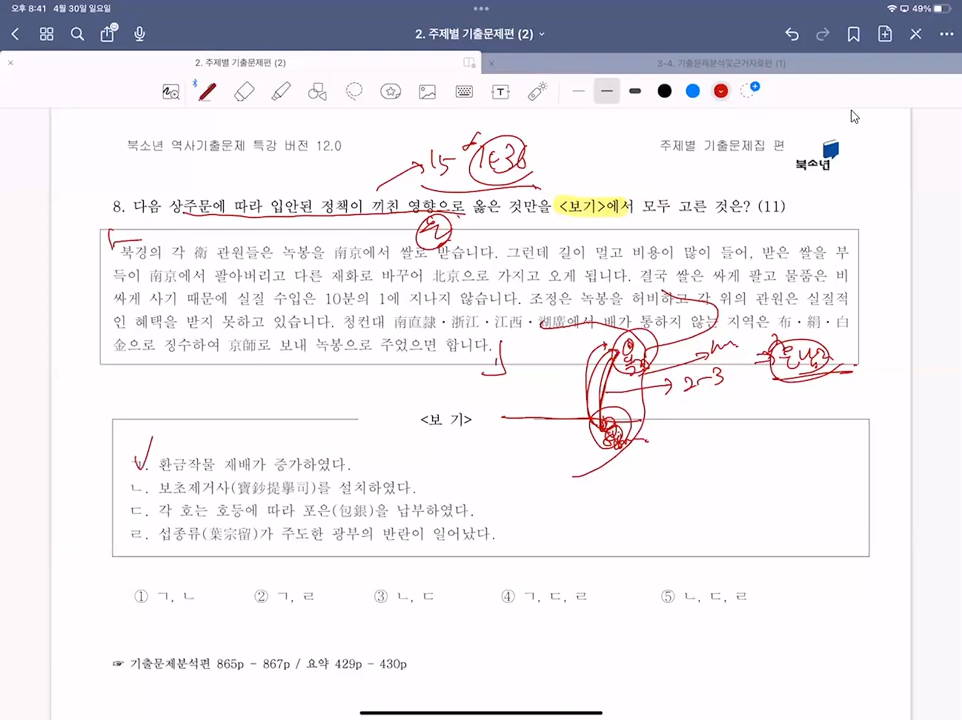 오후 8:41 4월 30일 일요일
49%
2. 주제별 기출문제편 (2)
2. 주제별 기출문제편 (2)
3-4. 기출문제분석및근거자료편 (1)
북소년 역사기출문제 특강 버전 12.0
주제별 기출문제집 편
북소년
15
1436
8. 다음 상주문에 따라 입안된 정책이 끼친 영향으로 옳은 것만을 <보기>에서 모두 고른 것은? (11)
은
북경의 각 衛 관원들은 녹봉을 南京에서 쌀로 받습니다. 그런데 길이 멀고 비용이 많이 들어, 받은 쌀을 부
득이 南京에서 팔아버리고 다른 재화로 바꾸어 北京으로 가지고 오게 됩니다. 결국 쌀은 싸게 팔고 물품은 비
싸게 사기 때문에 실질 수입은 10분의 1에 지나지 않습니다. 조정은 녹봉을 허비하고 각 위의 관원은 실질적
인 혜택을 받지 못하고 있습니다. 청컨대 南直隷·浙江·江西·湖廣에서 배가 통하지 않는 지역은 布·絹·白
金으로 징수하여 京師로 보내 녹봉으로 주었으면 합니다.
2~3
<보 기>
ㄱ. 환금작물 재배가 증가하였다.
ㄴ. 보초제거사(寶鈔提擧司)를 설치하였다.
ㄷ. 각 호는 호등에 따라 포은(包銀)을 납부하였다.
ㄹ. 섭종류(葉宗留)가 주도한 광부의 반란이 일어났다.
① ㄱ, ㄴ ② ㄱ, ㄹ ③ ㄴ, ㄷ ④ ㄱ, ㄷ, ㄹ ⑤ ㄴ, ㄷ, ㄹ
☞ 기출문제분석편 865p - 867p / 요약 429p - 430p